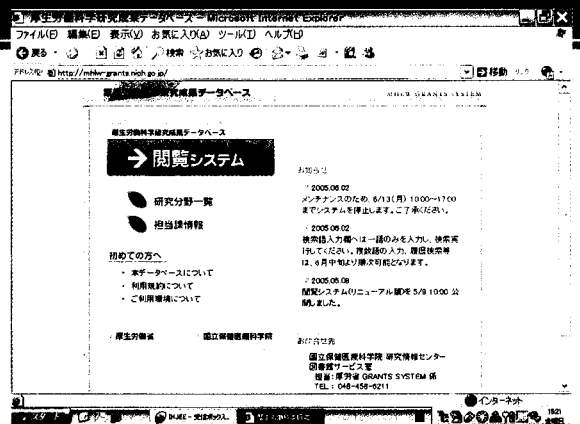 厚生労働科学研究成果データベース - Microsoft Internet Explorer
ファイル(F) 編集(E) 表示(V) お気に入り(A) ツール(T) ヘルプ(H)
戻る 検索 お気に入り
アドレス(D) http://mhlw-grants.niph.go.jp/ 移動
研究成果データベース MHLW GRANTS SYSTEM
厚生労働科学研究成果データベース
閲覧システム
研究分野一覧
担当課情報
初めての方へ
・ 本データベースについて
・ 利用規約について
・ ご利用環境について
厚生労働省 国立保健医療科学院
お知らせ
2005.06.02
メンテナンスのため、6/13(月) 10:00~17:00
までシステムを停止します。ご了承ください。
2005.06.02
検索語入力欄へは一語のみを入力し、検索実
行してください。複数語の入力、履歴検索等
は、6月中旬より順次可能となります。
閲覧システム(リニューアル版)を 5/9 10:00 公
開しました。
お問合せ先
国立保健医療科学院 研究情報センター
図書館サービス室
担当：厚労省 GRANTS SYSTEM 係
TEL : 048-458-6211
インターネット
15:21